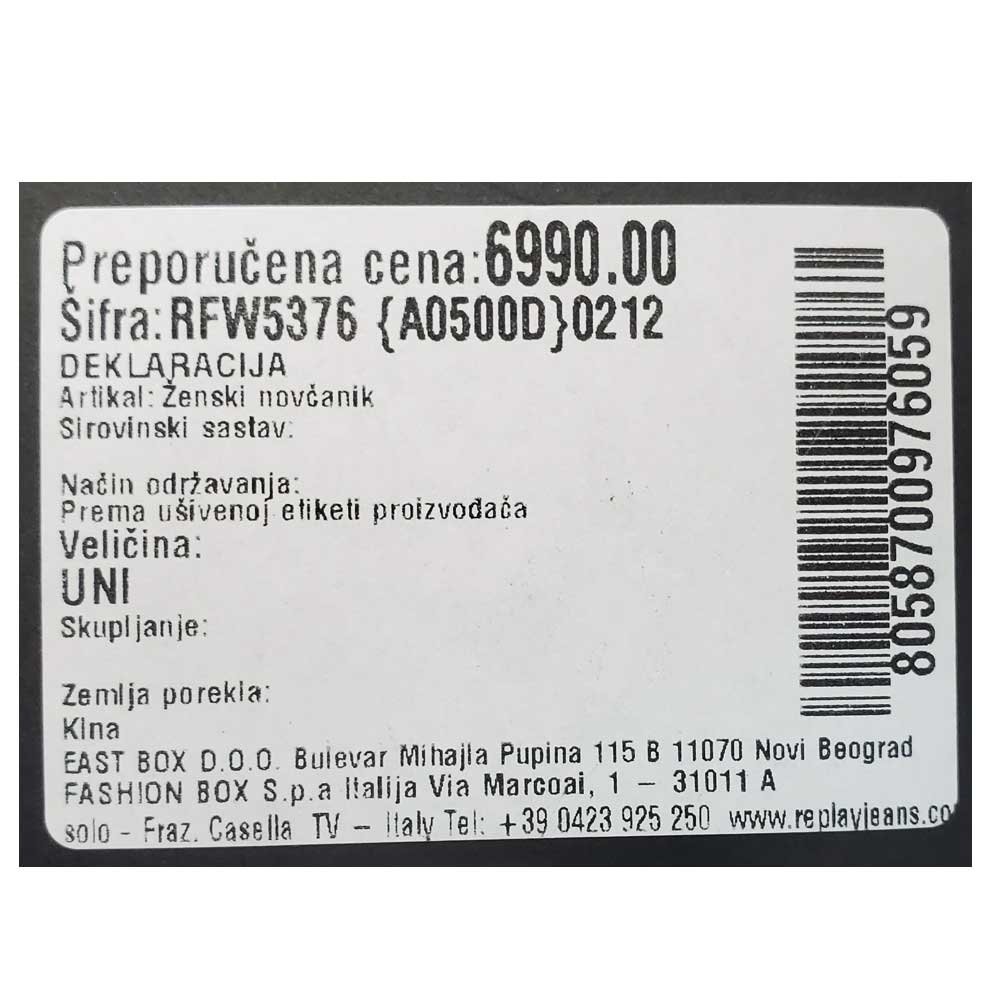 Preporučena cena:6990.00
Šifra:RFW5376 {A0500D}0212
DEKLARACIJA
Artikal: Ženski novčanik
Sirovinski sastav:
Način održavanja:
Prema ušivenoj etiketi proizvođača
Veličina:
UNI
Skupljanje:
Zemlja porekla:
Kina
EAST BOX D.O.O. Bulevar Mihajla Pupina 115 B 11070 Novi Beograd
FASHION BOX S.p.a Italija Via Marcoai, 1 - 31011 A
solo - Fraz. Casella TV - Italy Tel: +39 0423 925 250 www.replayjeans.co
8058700976059